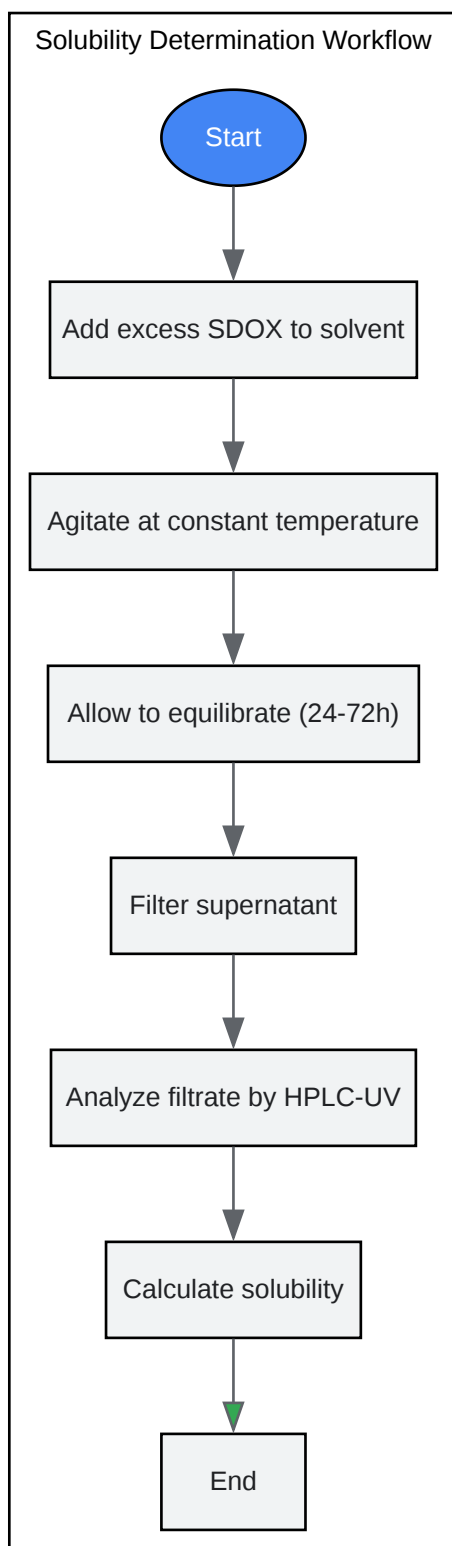 Solubility Determination Workflow
Start
Add excess SDOX to solvent
Agitate at constant temperature
Allow to equilibrate (24-72h)
Filter supernatant
Analyze filtrate by HPLC-UV
Calculate solubility
End